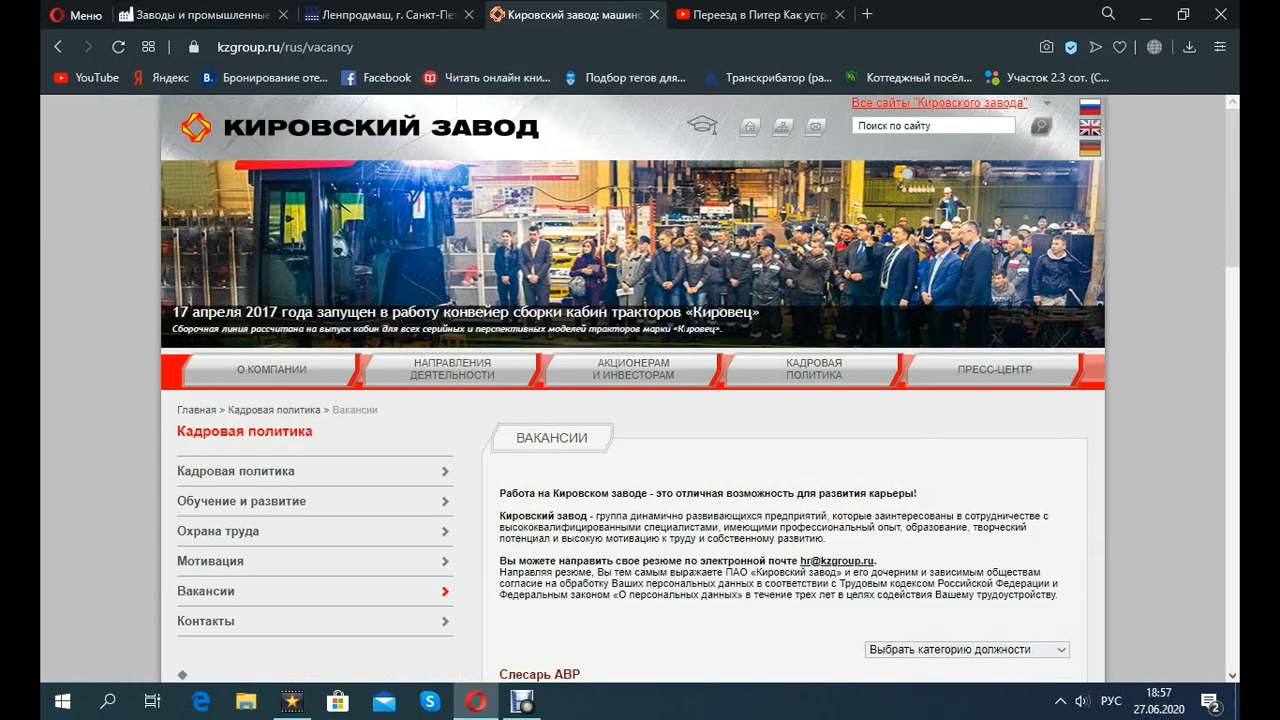 Меню
Заводы и промышленные
Ленпродмаш, г. Санкт-Пе
Кировский завод: машино
Переезд в Питер Как устр
kzgroup.ru/rus/vacancy
YouTube
Яндекс
Бронирование оте...
Facebook
Читать онлайн кни...
Подбор тегов для...
Транскрибатор (ра...
Коттеджный посёл...
Участок 2.3 сот. (С...
КИРОВСКИЙ ЗАВОД
Все сайты "Кировского завода"
Поиск по сайту
17 апреля 2017 года запущен в работу конвейер сборки кабин тракторов «Кировец»
Сборочная линия рассчитана на выпуск кабин для всех серийных и перспективных моделей тракторов марки «Кировец».
О КОМПАНИИ
НАПРАВЛЕНИЯ
ДЕЯТЕЛЬНОСТИ
АКЦИОНЕРАМ
И ИНВЕСТОРАМ
КАДРОВАЯ
ПОЛИТИКА
ПРЕСС-ЦЕНТР
Главная > Кадровая политика > Вакансии
Кадровая политика
Кадровая политика
Обучение и развитие
Охрана труда
Мотивация
Вакансии
Контакты
ВАКАНСИИ
Работа на Кировском заводе - это отличная возможность для развития карьеры!
Кировский завод - группа динамично развивающихся предприятий, которые заинтересованы в сотрудничестве с
высококвалифицированными специалистами, имеющими профессиональный опыт, образование, творческий
потенциал и высокую мотивацию к труду и собственному развитию.
Вы можете направить свое резюме по электронной почте hr@kzgroup.ru.
Направляя резюме, Вы тем самым выражаете ПАО «Кировский завод» и его дочерним и зависимым обществам
согласие на обработку Ваших персональных данных в соответствии с Трудовым кодексом Российской Федерации и
Федеральным законом «О персональных данных» в течение трех лет в целях содействия Вашему трудоустройству.
Выбрать категорию должности
Слесарь АВР
РУС
18:57
27.06.2020
2